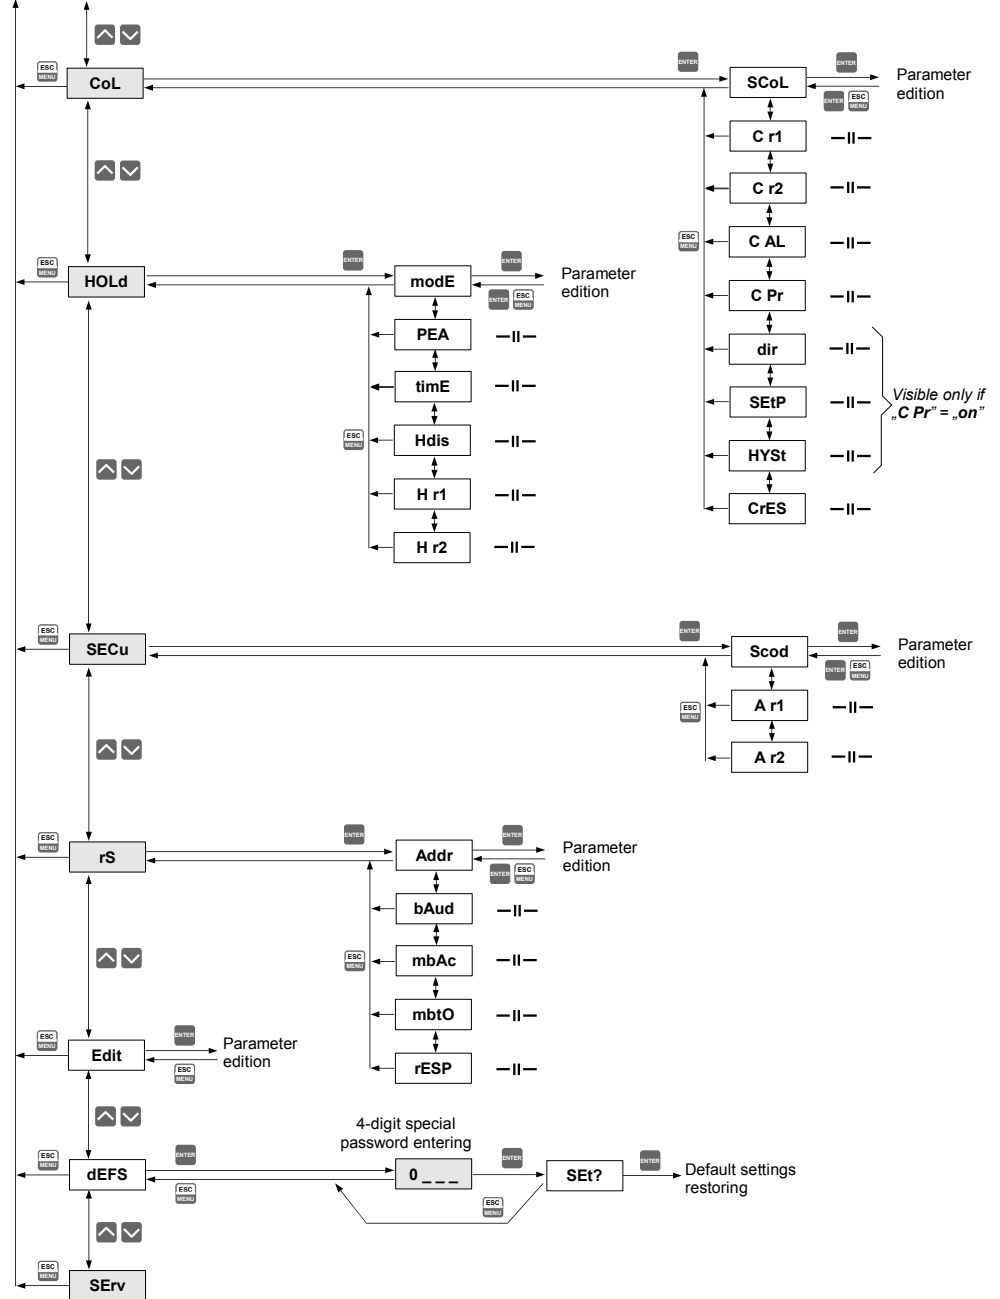 ESC
MENU
CoL
ENTER
SCoL
ENTER
ENTER
ESC
MENU
Parameter
edition
C r1
–II–
C r2
–II–
ESC
MENU
C AL
–II–
C Pr
–II–
dir
–II–
SEtP
–II–
HYSt
–II–
Visible only if
„C Pr” = „on”
CrES
–II–
ESC
MENU
HOLd
ENTER
modE
ENTER
ENTER
ESC
MENU
Parameter
edition
PEA
–II–
timE
–II–
ESC
MENU
Hdis
–II–
H r1
–II–
H r2
–II–
ESC
MENU
SECu
ENTER
Scod
ENTER
ENTER
ESC
MENU
Parameter
edition
ESC
MENU
A r1
–II–
A r2
–II–
ESC
MENU
rS
ENTER
Addr
ENTER
ENTER
ESC
MENU
Parameter
edition
bAud
–II–
ESC
MENU
mbAc
–II–
mbtO
–II–
rESP
–II–
ESC
MENU
Edit
ENTER
ESC
MENU
Parameter
edition
4-digit special
password entering
ESC
MENU
dEFS
ENTER
ESC
MENU
0 _ _ _
ENTER
ESC
MENU
SEt?
ENTER
Default settings
restoring
ESC
MENU
SErv